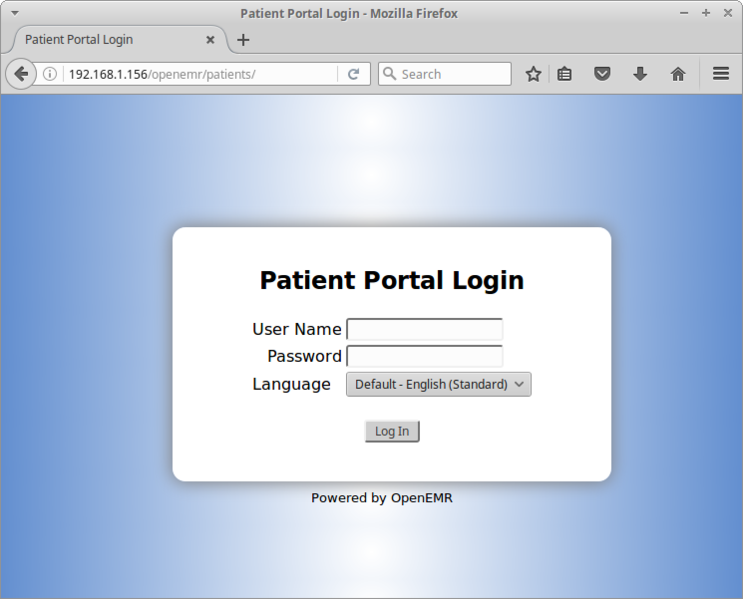 Patient Portal Login - Mozilla Firefox
Patient Portal Login
192.168.1.156/openemr/patients/
Search
Patient Portal Login
User Name
Password
Language Default - English (Standard)
Log In
Powered by OpenEMR